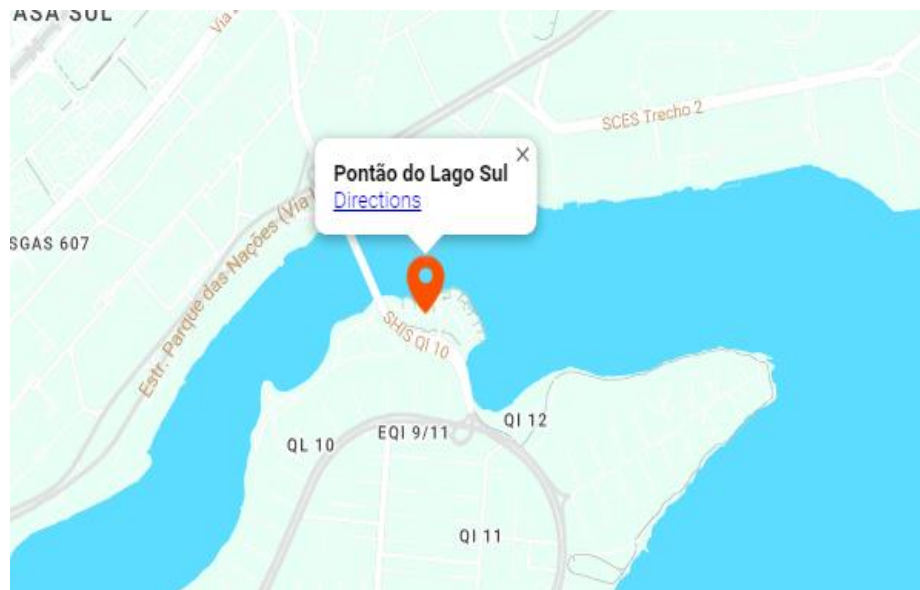 ASA SUL
Via
SCES Trecho 2
Pontão do Lago Sul
Directions
SGAS 607
Estr. Parque das Nações (Via
SHIS QI 10
QI 12
EQI 9/11
QL 10
QI 11